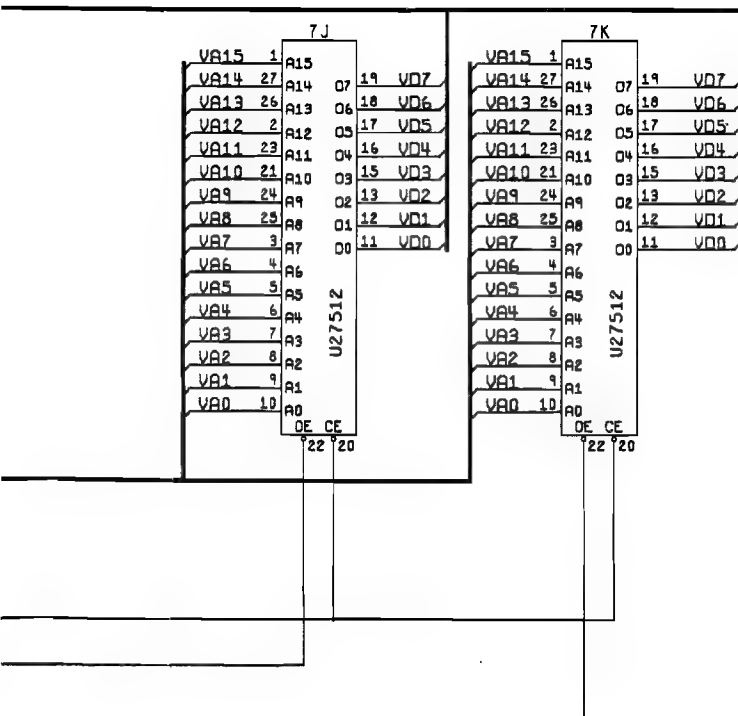 7J
VA15 1 A15
VA14 27 A14 O7 19 VD7
VA13 26 A13 O6 18 VD6
VA12 2 A12 O5 17 VD5
VA11 23 A11 O4 16 VD4
VA10 21 A10 O3 15 VD3
VA9 24 A9 O2 13 VD2
VA8 25 A8 O1 12 VD1
VA7 3 A7 O0 11 VD0
VA6 4 A6
VA5 5 A5
VA4 6 A4
VA3 7 A3
VA2 8 A2
VA1 9 A1
VA0 10 A0
U27512
OE CE
22 20
7K
VA15 1 A15
VA14 27 A14 O7 19 VD7
VA13 26 A13 O6 18 VD6
VA12 2 A12 O5 17 VD5
VA11 23 A11 O4 16 VD4
VA10 21 A10 O3 15 VD3
VA9 24 A9 O2 13 VD2
VA8 25 A8 O1 12 VD1
VA7 3 A7 O0 11 VD0
VA6 4 A6
VA5 5 A5
VA4 6 A4
VA3 7 A3
VA2 8 A2
VA1 9 A1
VA0 10 A0
U27512
OE CE
22 20